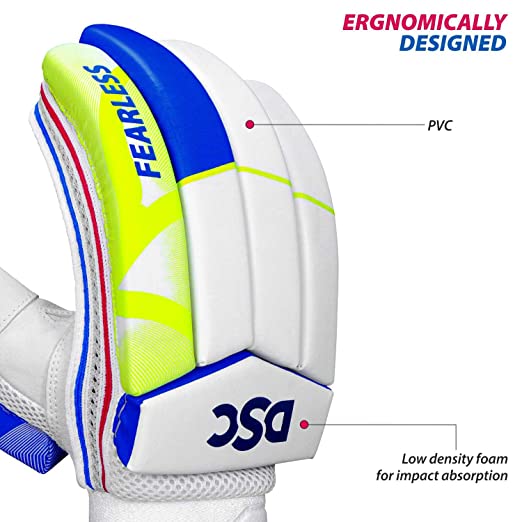 ERGNOMICALLY
DESIGNED
FEARLESS
PVC
DSC
Low density foam
for impact absorption